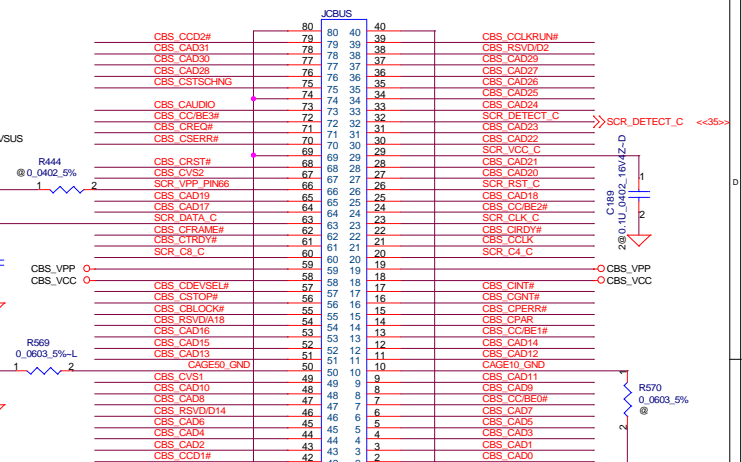 JCBUS
80 80 40 40
CBS_CCD2# 79 79 39 39 CBS_CCLKRUN#
CBS_CAD31 78 78 38 38 CBS_RSVD/D2
CBS_CAD30 77 77 37 37 CBS_CAD29
CBS_CAD28 76 76 36 36 CBS_CAD27
CBS_CSTSCHNG 75 75 35 35 CBS_CAD26
74 74 34 34 CBS_CAD25
CBS_CAUDIO 73 73 33 33 CBS_CAD24
CBS_CC/BE3# 72 72 32 32 SCR_DETECT_C
SCR_DETECT_C <<35>>
CBS_CREQ# 71 71 31 31 CBS_CAD23
CBS_CSERR# 70 70 30 30 CBS_CAD22
VSUS
69 69 29 29 SCR_VCC_C
CBS_CRST# 68 68 28 28 CBS_CAD21
CBS_CVS2 67 67 27 27 CBS_CAD20
R444
@0_0402_5%
1 2
SCR_VPP_PIN66 66 66 26 26 SCR_RST_C
CBS_CAD19 65 65 25 25 CBS_CAD18
CBS_CAD17 64 64 24 24 CBS_CC/BE2#
SCR_DATA_C 63 63 23 23 SCR_CLK_C
C189
2@0.1U_0402_16V4Z~D
1
2
D
CBS_CFRAME# 62 62 22 22 CBS_CIRDY#
CBS_CTRDY# 61 61 21 21 CBS_CCLK
SCR_C8_C 60 60 20 20 SCR_C4_C
CBS_VPP 59 59 19 19 CBS_VPP
CBS_VCC 58 58 18 18 CBS_VCC
CBS_CDEVSEL# 57 57 17 17 CBS_CINT#
CBS_CSTOP# 56 56 16 16 CBS_CGNT#
CBS_CBLOCK# 55 55 15 15 CBS_CPERR#
CBS_RSVD/A18 54 54 14 14 CBS_CPAR
CBS_CAD16 53 53 13 13 CBS_CC/BE1#
CBS_CAD15 52 52 12 12 CBS_CAD14
CBS_CAD13 51 51 11 11 CBS_CAD12
R569
0_0603_5%~L
1 2
CAGE50_GND 50 50 10 10 CAGE10_GND
CBS_CVS1 49 49 9 9 CBS_CAD11
CBS_CAD10 48 48 8 8 CBS_CAD9
CBS_CAD8 47 47 7 7 CBS_CC/BE0#
1
R570
0_0603_5%
@
2
CBS_RSVD/D14 46 46 6 6 CBS_CAD7
CBS_CAD6 45 45 5 5 CBS_CAD5
CBS_CAD4 44 44 4 4 CBS_CAD3
CBS_CAD2 43 43 3 3 CBS_CAD1
CBS_CCD1# 42 2 CBS_CAD0